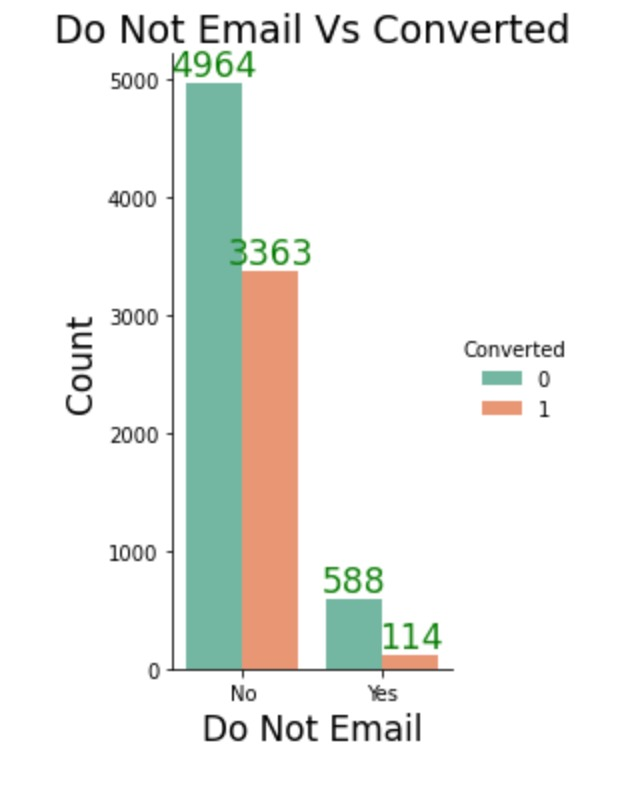 Do Not Email Vs Converted
4964
5000
4000
3363
3000
Converted
0
1
2000
1000
588
114
0
No Yes
Count
Do Not Email